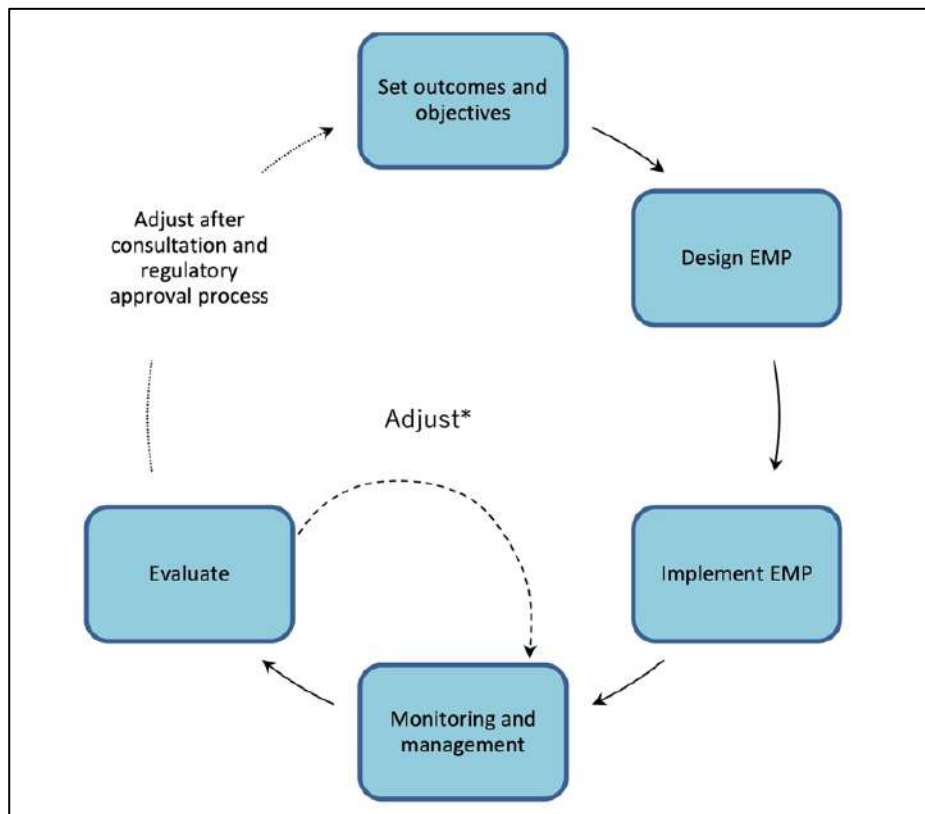 Set outcomes and
objectives
Adjust after
consultation and
regulatory
approval process
Design EMP
Adjust*
Evaluate
Implement EMP
Monitoring and
management